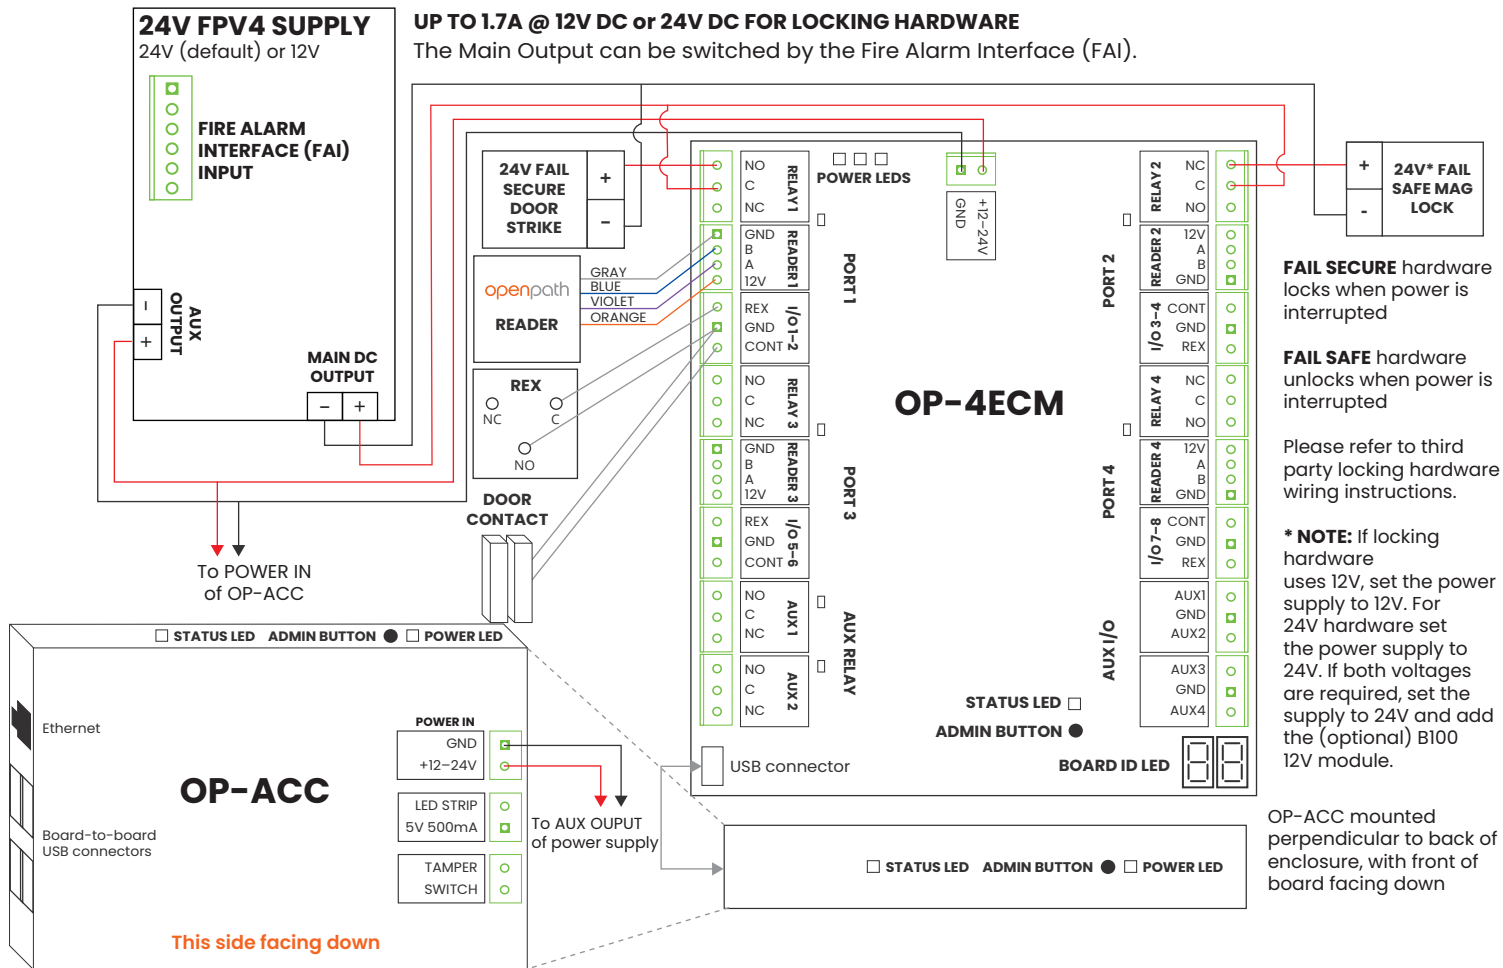 24V FPV4 SUPPLY
24V (default) or 12V
UP TO 1.7A @ 12V DC or 24V DC FOR LOCKING HARDWARE
The Main Output can be switched by the Fire Alarm Interface (FAI).
FIRE ALARM
INTERFACE (FAI)
INPUT
AUX
OUTPUT
–
+
MAIN DC
OUTPUT
– +
To POWER IN
of OP-ACC
24V FAIL
SECURE
DOOR
STRIKE
+
–
openpath
READER
GRAY
BLUE
VIOLET
ORANGE
REX
NC
C
NO
DOOR
CONTACT
NO
C
NC
RELAY 1
GND
B
A
12V
READER 1
REX
GND
CONT
I/O 1-2
NO
C
NC
RELAY 3
GND
B
A
12V
READER 3
REX
GND
CONT
I/O 5-6
NO
C
NC
AUX 1
NO
C
NC
AUX 2
POWER LEDS
GND
+12-24V
PORT 1
PORT 2
PORT 3
PORT 4
AUX RELAY
AUX I/O
OP-4ECM
RELAY 2
NC
C
NO
READER 2
12V
A
B
GND
I/O 3-4
CONT
GND
REX
RELAY 4
NC
C
NO
READER 4
12V
A
B
GND
I/O 7-8
CONT
GND
REX
AUX1
GND
AUX2
AUX3
GND
AUX4
STATUS LED
ADMIN BUTTON
BOARD ID LED
USB connector
+
-
24V* FAIL
SAFE MAG
LOCK
FAIL SECURE hardware
locks when power is
interrupted
FAIL SAFE hardware
unlocks when power is
interrupted
Please refer to third
party locking hardware
wiring instructions.
* NOTE: If locking
hardware
uses 12V, set the power
supply to 12V. For
24V hardware set
the power supply to
24V. If both voltages
are required, set the
supply to 24V and add
the (optional) B100
12V module.
OP-ACC mounted
perpendicular to back of
enclosure, with front of
board facing down
STATUS LED ADMIN BUTTON POWER LED
Ethernet
Board-to-board
USB connectors
OP-ACC
POWER IN
GND
+12-24V
LED STRIP
5V 500mA
TAMPER
SWITCH
To AUX OUPUT
of power supply
This side facing down
STATUS LED ADMIN BUTTON POWER LED